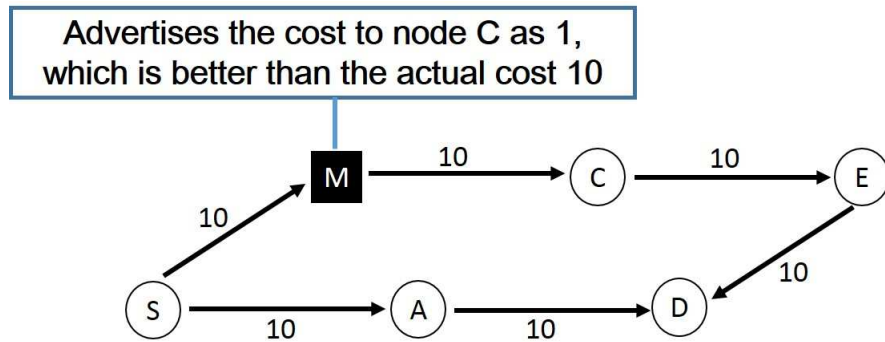 Advertises the cost to node C as 1,
which is better than the actual cost 10
10
10
M
C
E
10
10
S
A
D
10
10